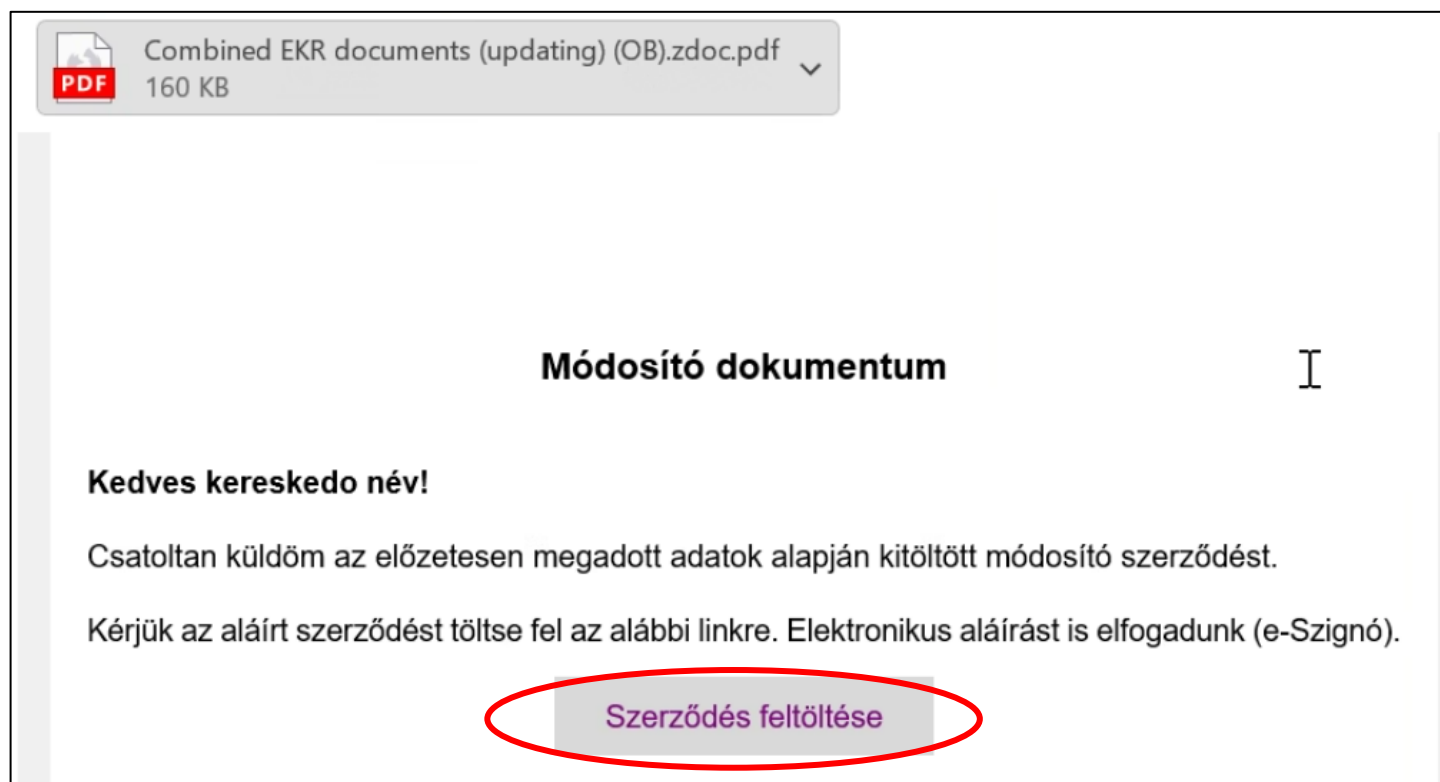 Combined EKR documents (updating) (OB).zdoc.pdf
PDF
160 KB
Módosító dokumentum
Kedves kereskedo név!
Csatoltan küldöm az előzetesen megadott adatok alapján kitöltött módosító szerződést.
Kérjük az aláírt szerződést töltse fel az alábbi linkre. Elektronikus aláírást is elfogadunk (e-Szignó).
Szerződés feltöltése